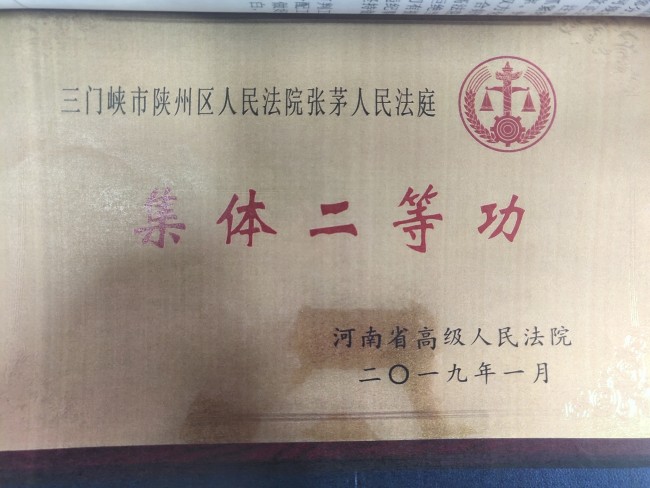 三门峡市陕州区人民法院张茅人民法庭
集体二等功
河南省高级人民法院
二〇一九年一月